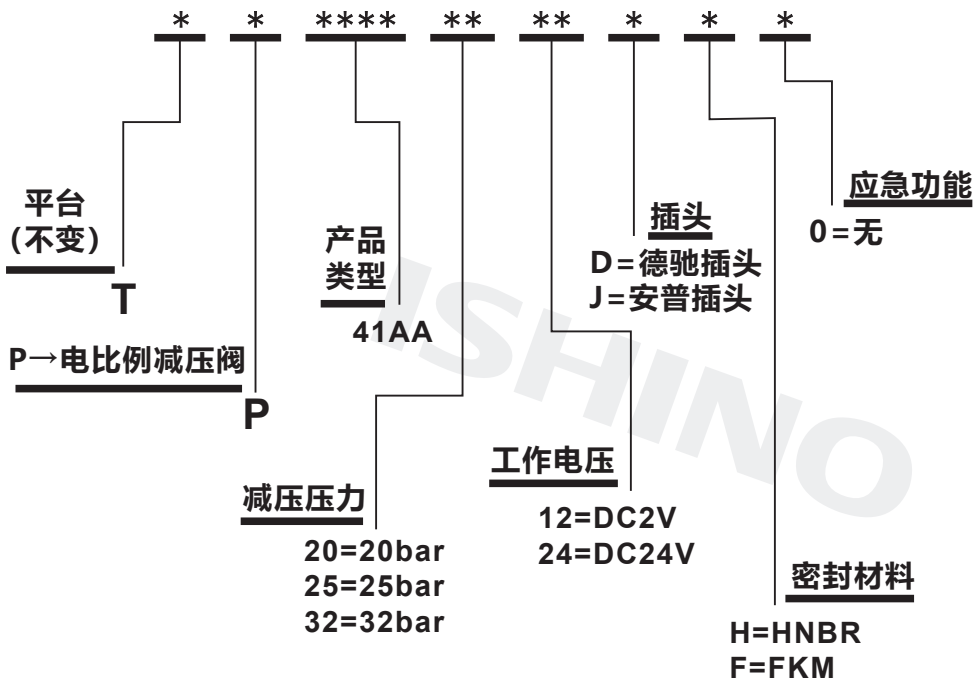 * * **** ** ** * * *
平台
(不变)
T
P→电比例减压阀
P
产品
类型
41AA
减压压力
20=20bar
25=25bar
32=32bar
工作电压
12=DC2V
24=DC24V
插头
D=德驰插头
J=安普插头
密封材料
H=HNBR
F=FKM
应急功能
0=无
ISHINO